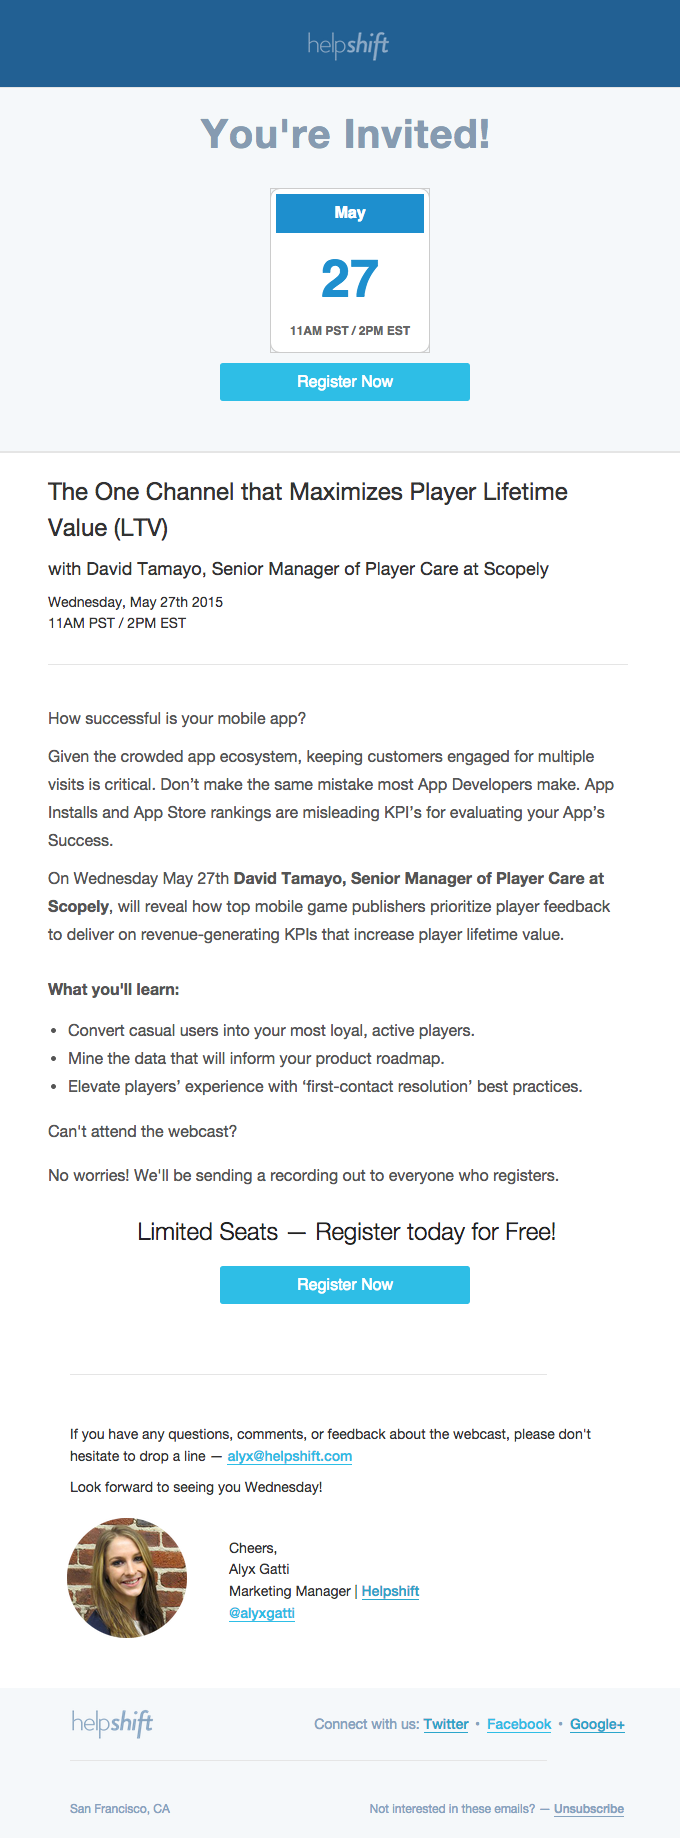 helpshift
You're Invited!
May
27
11AM PST / 2PM EST
Register Now
The One Channel that Maximizes Player Lifetime
Value (LTV)
with David Tamayo, Senior Manager of Player Care at Scopely
Wednesday, May 27th 2015
11AM PST / 2PM EST
How successful is your mobile app?
Given the crowded app ecosystem, keeping customers engaged for multiple
visits is critical. Don’t make the same mistake most App Developers make. App
Installs and App Store rankings are misleading KPI’s for evaluating your App’s
Success.
On Wednesday May 27th David Tamayo, Senior Manager of Player Care at
Scopely, will reveal how top mobile game publishers prioritize player feedback
to deliver on revenue-generating KPIs that increase player lifetime value.
What you'll learn:
• Convert casual users into your most loyal, active players.
• Mine the data that will inform your product roadmap.
• Elevate players’ experience with ‘first-contact resolution’ best practices.
Can't attend the webcast?
No worries! We'll be sending a recording out to everyone who registers.
Limited Seats — Register today for Free!
Register Now
If you have any questions, comments, or feedback about the webcast, please don't
hesitate to drop a line — alyx@helpshift.com
Look forward to seeing you Wednesday!
Cheers,
Alyx Gatti
Marketing Manager | Helpshift
@alyxgatti
helpshift
Connect with us: Twitter • Facebook • Google+
San Francisco, CA
Not interested in these emails? — Unsubscribe